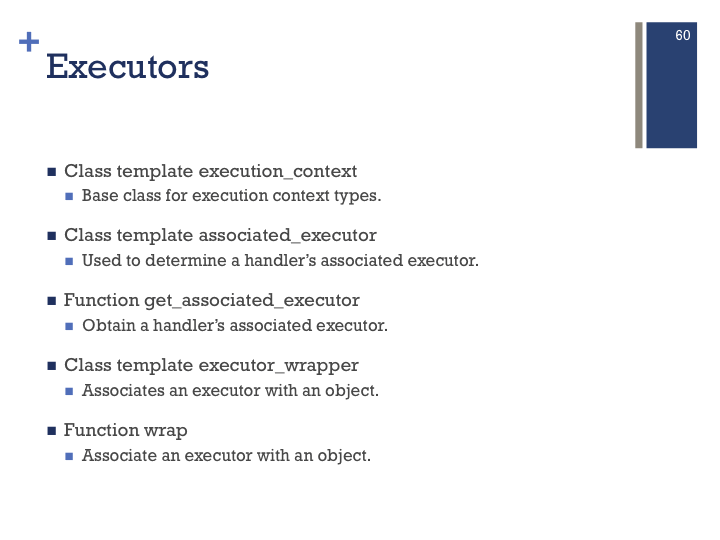 60
+
Executors
■ Class template execution_context
■ Base class for execution context types.
■ Class template associated_executor
■ Used to determine a handler’s associated executor.
■ Function get_associated_executor
■ Obtain a handler’s associated executor.
■ Class template executor_wrapper
■ Associates an executor with an object.
■ Function wrap
■ Associate an executor with an object.